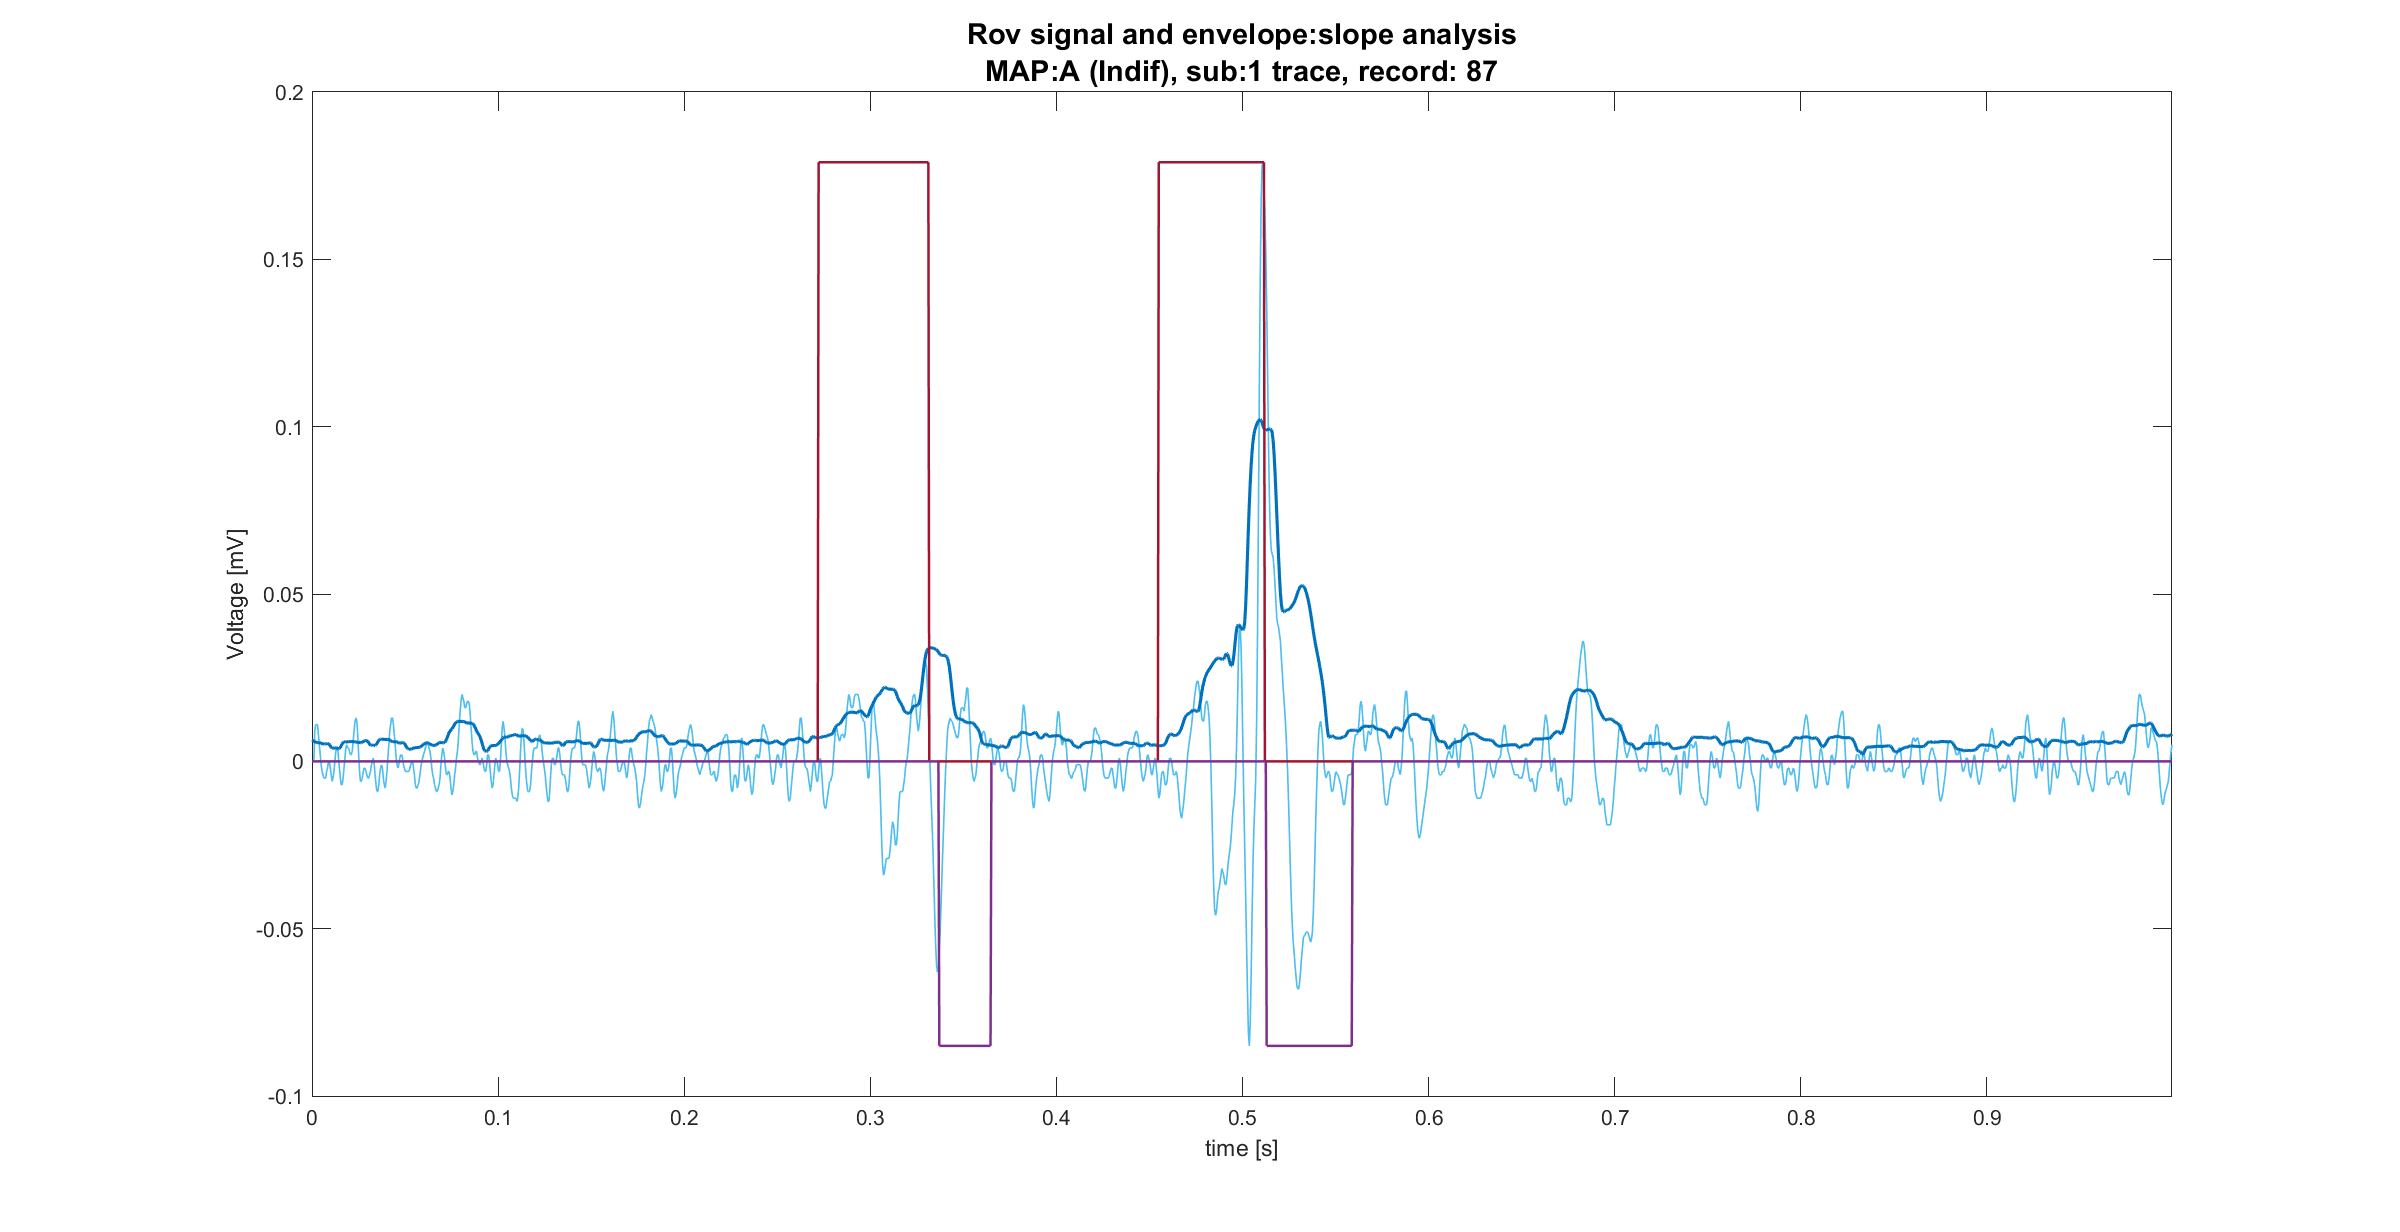 Rov signal and envelope:slope analysis
MAP:A (Indif), sub:1 trace, record: 87
0.2
0.15
0.1
0.05
0
-0.05
-0.1
Voltage [mV]
0 0.1 0.2 0.3 0.4 0.5 0.6 0.7 0.8 0.9
time [s]